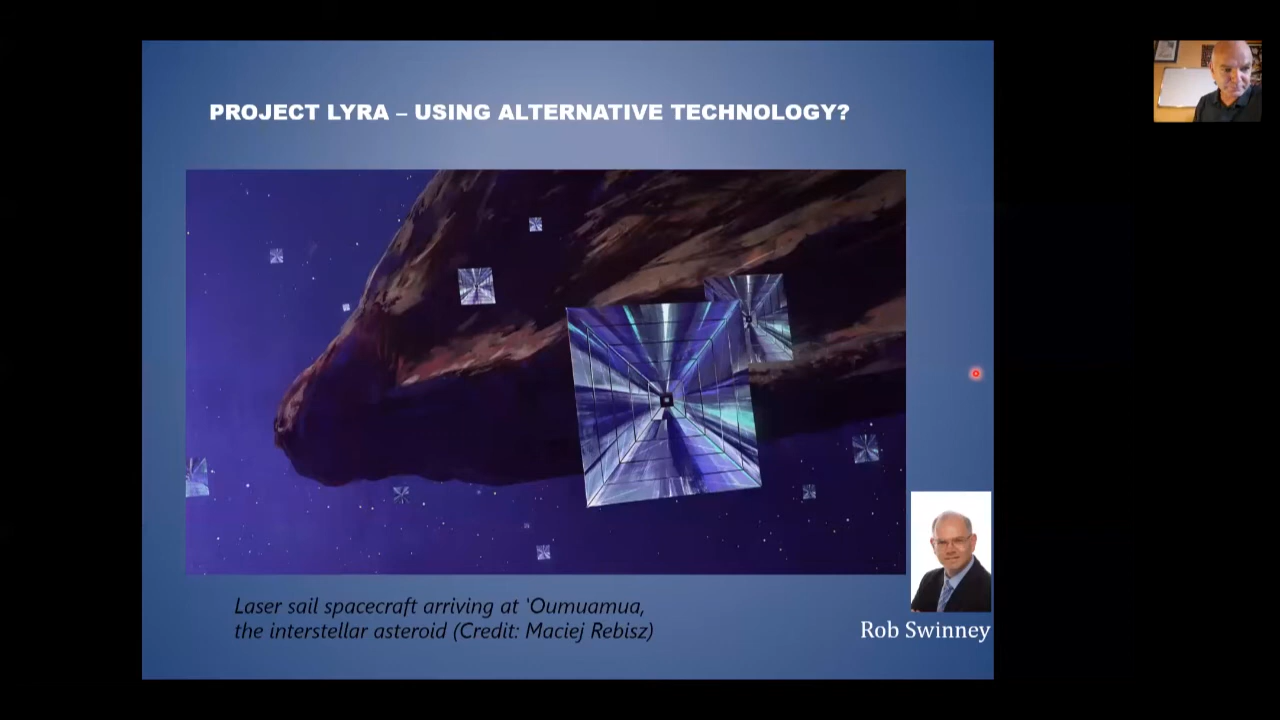 PROJECT LYRA – USING ALTERNATIVE TECHNOLOGY?
Laser sail spacecraft arriving at ‘Oumuamua,
the interstellar asteroid (Credit: Maciej Rebisz)
Rob Swinney